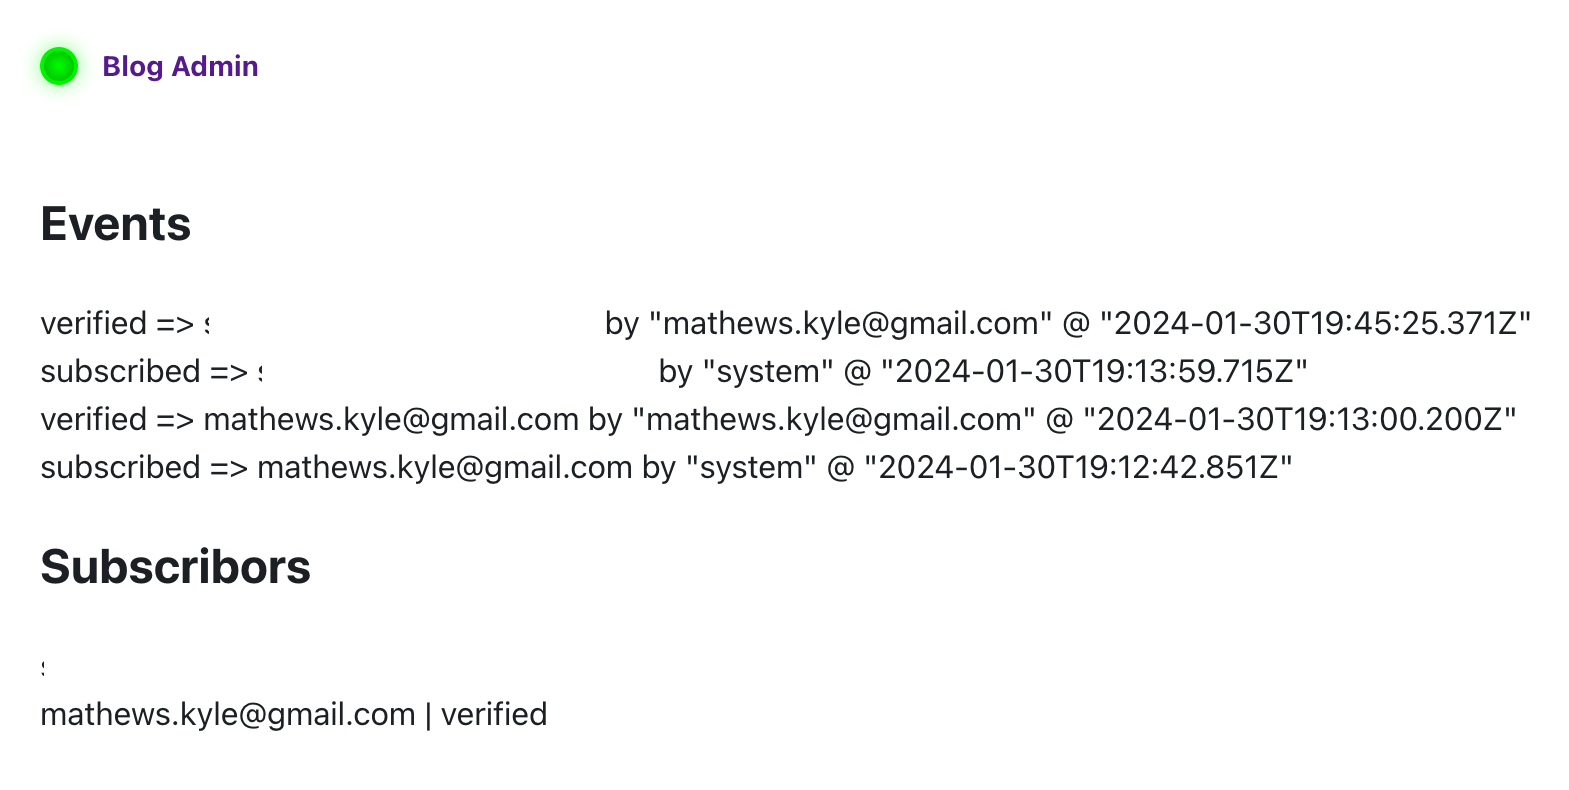 Blog Admin
Events
verified => by "mathews.kyle@gmail.com" @ "2024-01-30T19:45:25.371Z"
subscribed => by "system" @ "2024-01-30T19:13:59.715Z"
verified => mathews.kyle@gmail.com by "mathews.kyle@gmail.com" @ "2024-01-30T19:13:00.200Z"
subscribed => mathews.kyle@gmail.com by "system" @ "2024-01-30T19:12:42.851Z"
Subscribors
mathews.kyle@gmail.com | verified